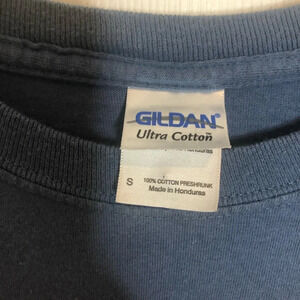 GILDAN®
Ultra Cotton
S
100% COTTON PRESHRUNK
Made in Honduras